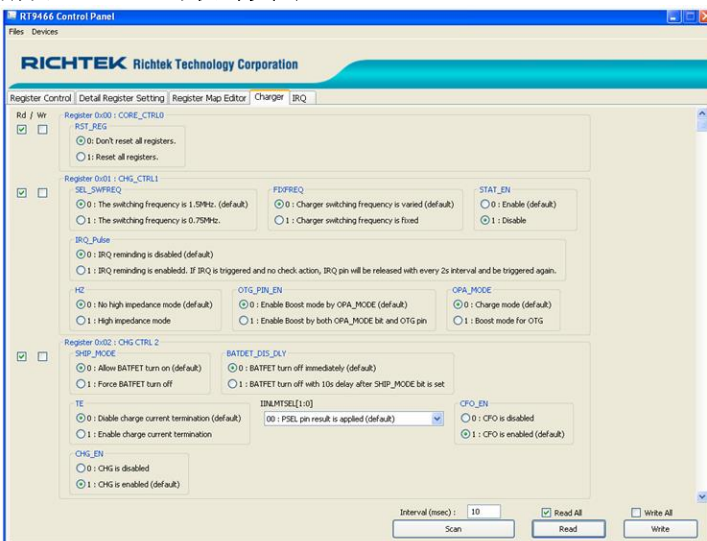 RT9466 Control Panel
Files Devices
RICHTEK Richtek Technology Corporation
Register Control Detail Register Setting Register Map Editor Charger IRQ
Rd / Wr
Register 0x00 : CORE_CTRL0
RST_REG
0: Don't reset all registers.
1: Reset all registers.
Register 0x01 : CHG_CTRL1
SEL_SWFREQ
0 : The switching frequency is 1.5MHz. (default)
1 : The switching frequency is 0.75MHz.
FIXFREQ
0 : Charger switching frequency is varied (default)
1 : Charger switching frequency is fixed
STAT_EN
0 : Enable (default)
1 : Disable
IRQ_Pulse
0 : IRQ reminding is disabled (default)
1 : IRQ reminding is enabledd. If IRQ is triggered and no check action, IRQ pin will be released with every 2s interval and be triggered again.
HZ
0 : No high impedance mode (default)
1 : High impedance mode
OTG_PIN_EN
0 : Enable Boost mode by OPA_MODE (default)
1 : Enable Boost by both OPA_MODE bit and OTG pin
OPA_MODE
0 : Charge mode (default)
1 : Boost mode for OTG
Register 0x02 : CHG CTRL 2
SHIP_MODE
0 : Allow BATFET turn on (default)
1 : Force BATFET turn off
BATDET_DIS_DLY
0 : BATFET turn off immediately (default)
1 : BATFET turn off with 10s delay after SHIP_MODE bit is set
TE
0 : Diable charge current termination (default)
1 : Enable charge current termination
IINLMTSEL[1:0]
00 : PSEL pin result is applied (default)
CFO_EN
0 : CFO is disabled
1 : CFO is enabled (default)
CHG_EN
0 : CHG is disabled
1 : CHG is enabled (default)
Interval (msec) : 10
Read All
Write All
Scan
Read
Write